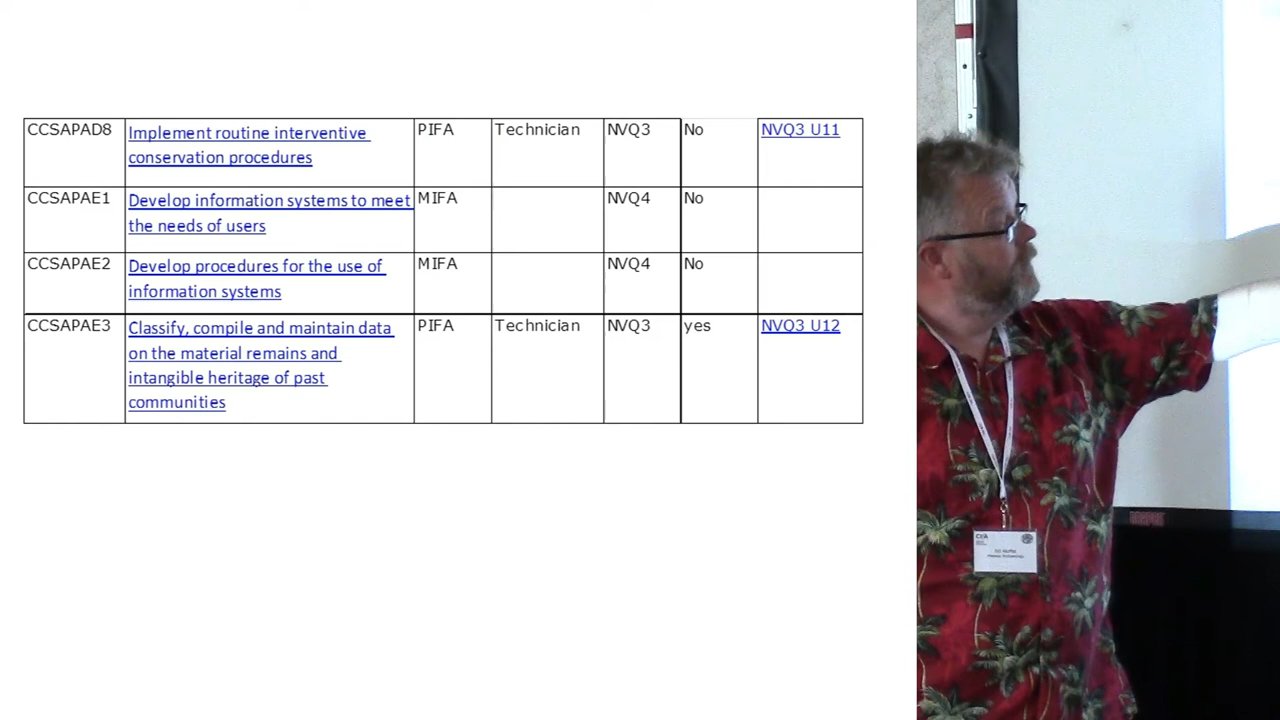 CCSAPAD8 Implement routine interventive PIFA Technician NVQ3 No NVQ3 U11
conservation procedures
CCSAPAE1 Develop information systems to meet MIFA NVQ4 No
the needs of users
CCSAPAE2 Develop procedures for the use of MIFA NVQ4 No
information systems
CCSAPAE3 Classify, compile and maintain data PIFA Technician NVQ3 yes NVQ3 U12
on the material remains and
intangible heritage of past
communities